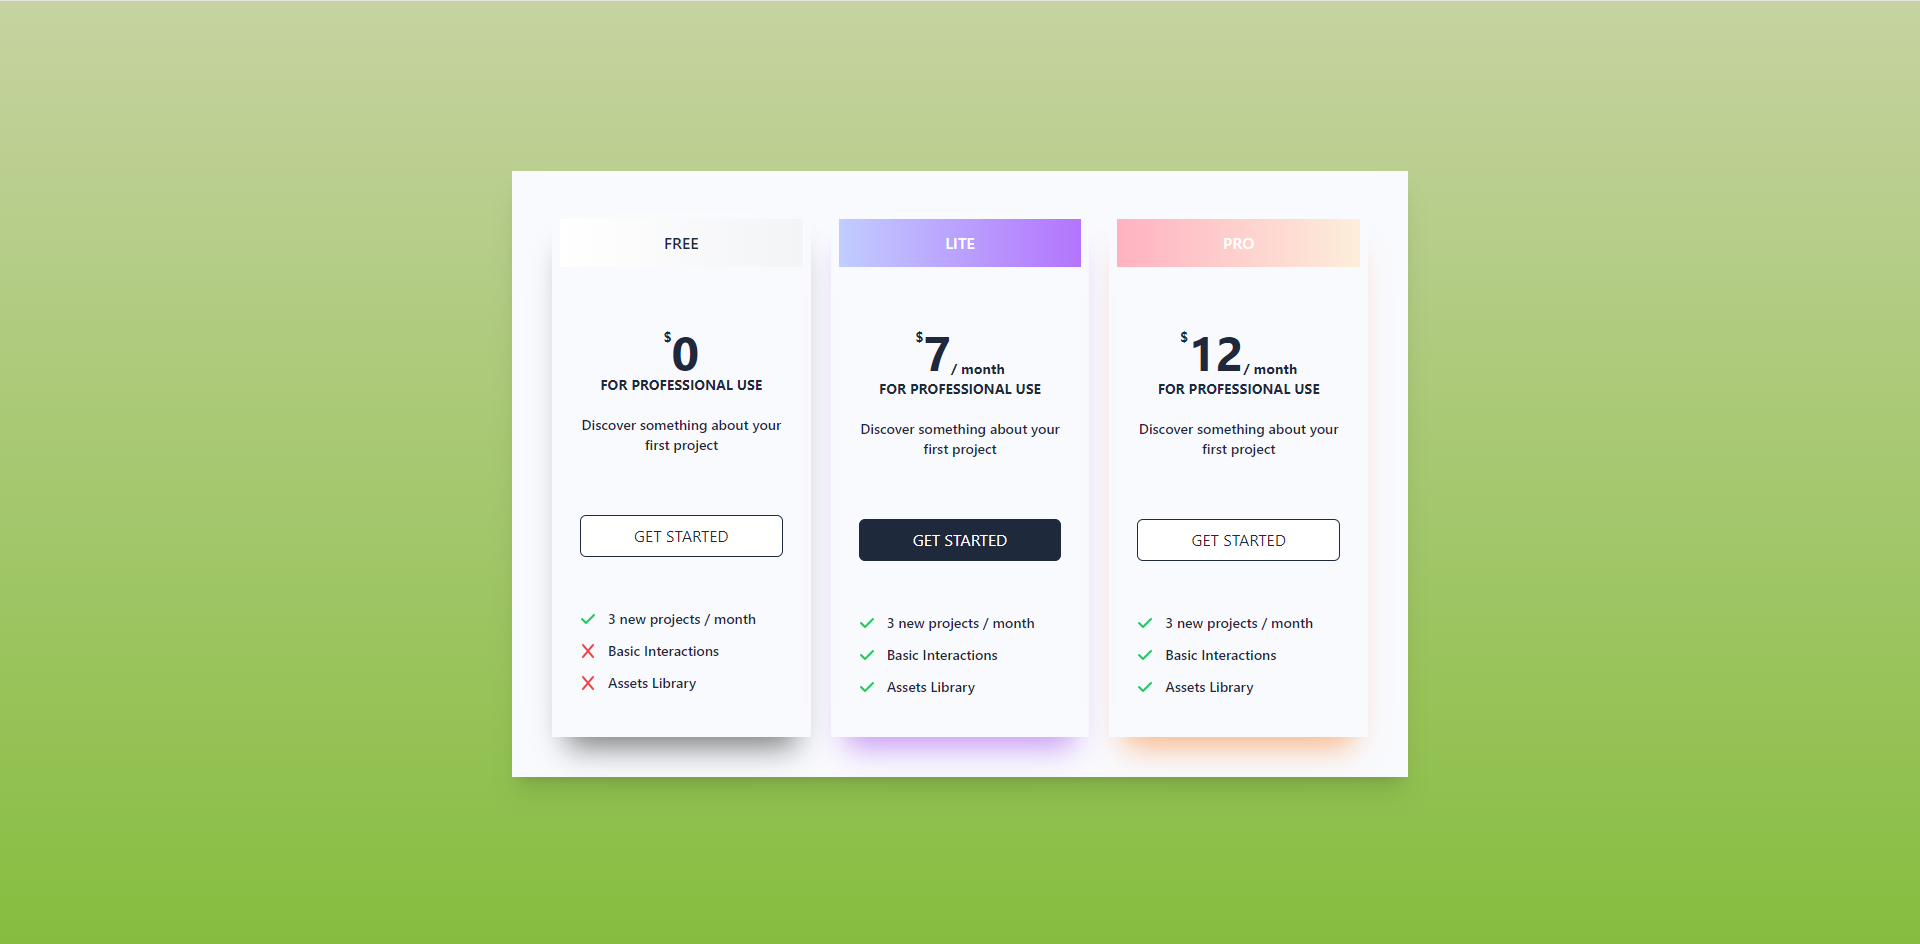 FREE
$0
FOR PROFESSIONAL USE
Discover something about your
first project
GET STARTED
3 new projects / month
Basic Interactions
Assets Library
LITE
$7/ month
FOR PROFESSIONAL USE
Discover something about your
first project
GET STARTED
3 new projects / month
Basic Interactions
Assets Library
PRO
$12/ month
FOR PROFESSIONAL USE
Discover something about your
first project
GET STARTED
3 new projects / month
Basic Interactions
Assets Library